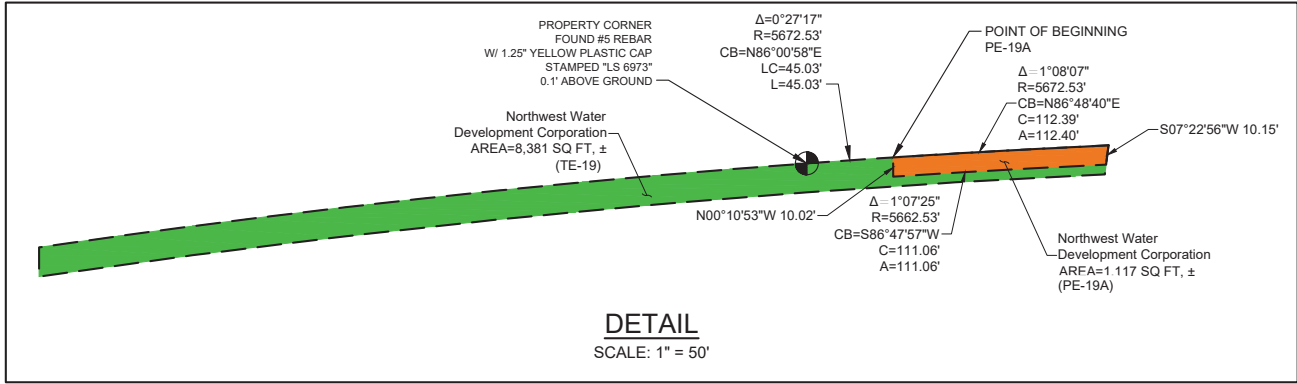 PROPERTY CORNER
FOUND #5 REBAR
W/ 1.25" YELLOW PLASTIC CAP
STAMPED "LS 6973"
0.1' ABOVE GROUND
Δ=0°27'17"
R=5672.53'
CB=N86°00'58"E
LC=45.03'
L=45.03'
POINT OF BEGINNING
PE-19A
Δ=1°08'07"
R=5672.53'
CB=N86°48'40"E
C=112.39'
A=112.40'
S07°22'56"W 10.15'
Northwest Water
Development Corporation
AREA=8,381 SQ FT, ±
(TE-19)
N00°10'53"W 10.02'
Δ=1°07'25"
R=5662.53'
CB=S86°47'57"W
C=111.06'
A=111.06'
Northwest Water
Development Corporation
AREA=1,117 SQ FT, ±
(PE-19A)
DETAIL
SCALE: 1" = 50'